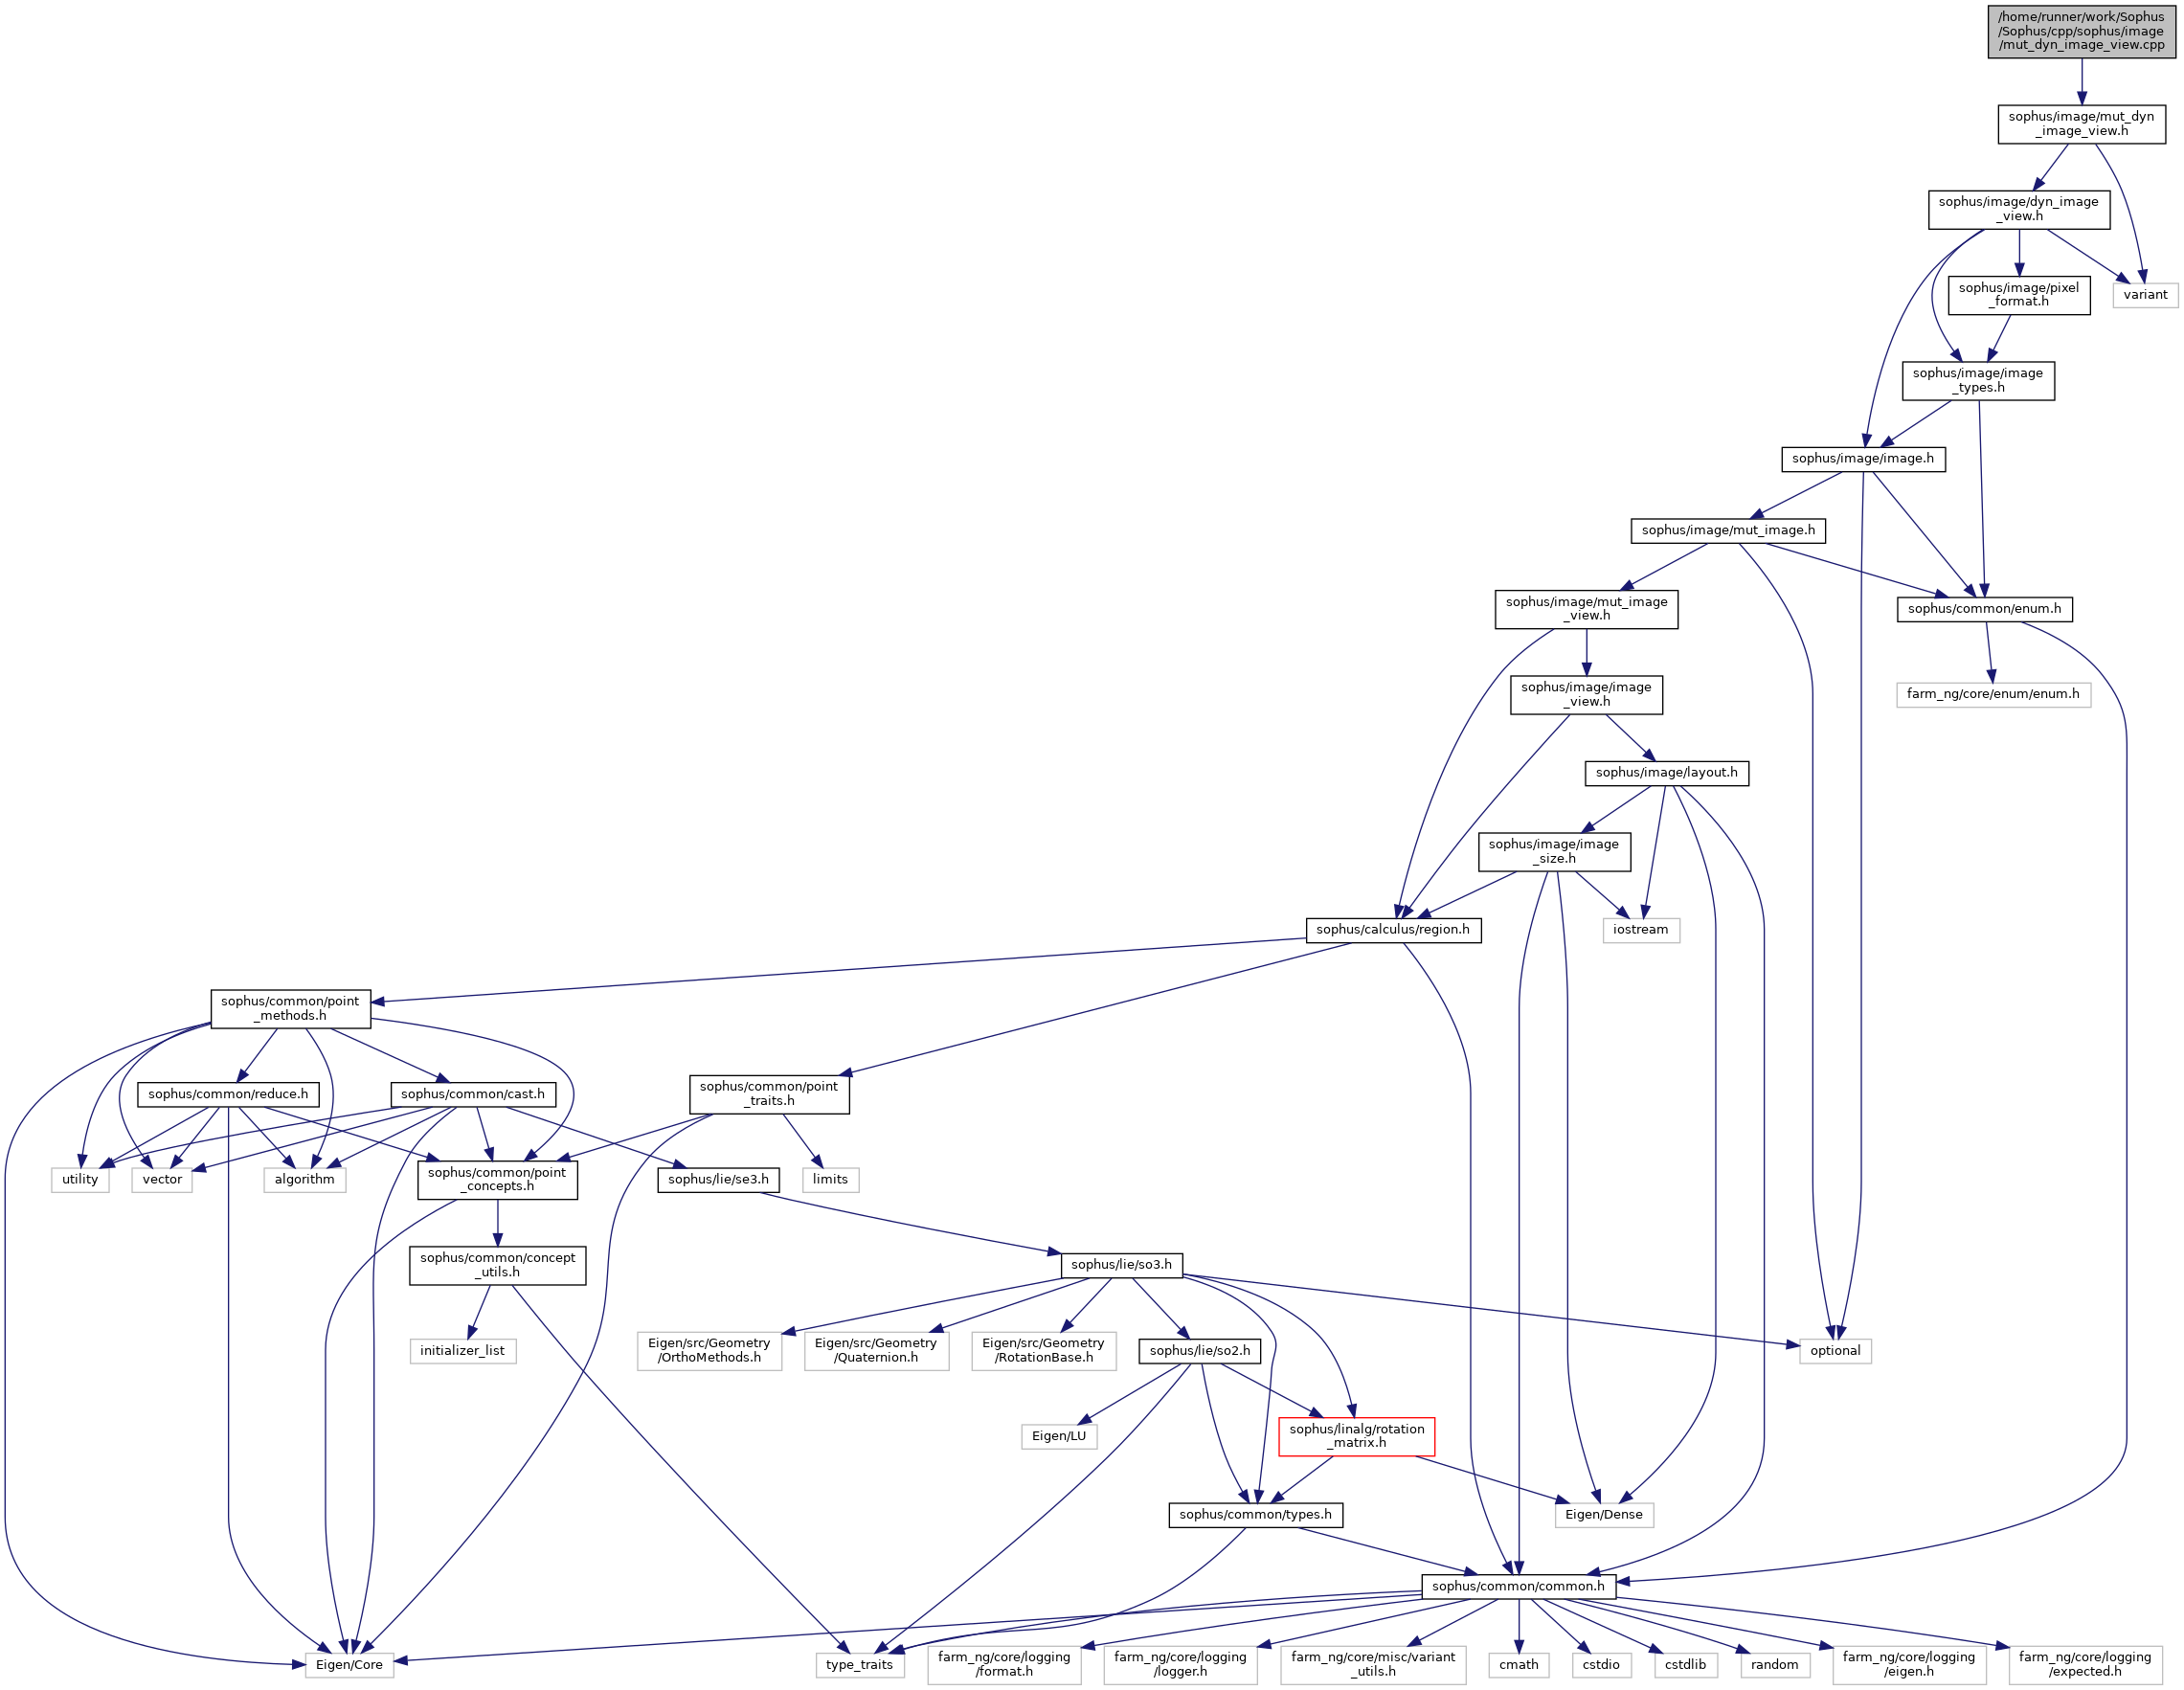 /home/runner/work/Sophus
/Sophus/cpp/sophus/image
/mut_dyn_image_view.cpp
sophus/image/mut_dyn
_image_view.h
sophus/image/dyn_image
_view.h
sophus/image/pixel
_format.h
variant
sophus/image/image
_types.h
sophus/image/image.h
sophus/image/mut_image.h
sophus/image/mut_image
_view.h
sophus/common/enum.h
sophus/image/image
_view.h
farm_ng/core/enum/enum.h
sophus/image/layout.h
sophus/image/image
_size.h
sophus/calculus/region.h
iostream
sophus/common/point
_methods.h
sophus/common/reduce.h
sophus/common/cast.h
sophus/common/point
_traits.h
utility
vector
algorithm
sophus/common/point
_concepts.h
sophus/lie/se3.h
limits
sophus/common/concept
_utils.h
sophus/lie/so3.h
initializer_list
Eigen/src/Geometry
/OrthoMethods.h
Eigen/src/Geometry
/Quaternion.h
Eigen/src/Geometry
/RotationBase.h
sophus/lie/so2.h
optional
Eigen/LU
sophus/linalg/rotation
_matrix.h
sophus/common/types.h
Eigen/Dense
sophus/common/common.h
Eigen/Core
type_traits
farm_ng/core/logging
/format.h
farm_ng/core/logging
/logger.h
farm_ng/core/misc/variant
_utils.h
cmath
cstdio
cstdlib
random
farm_ng/core/logging
/eigen.h
farm_ng/core/logging
/expected.h